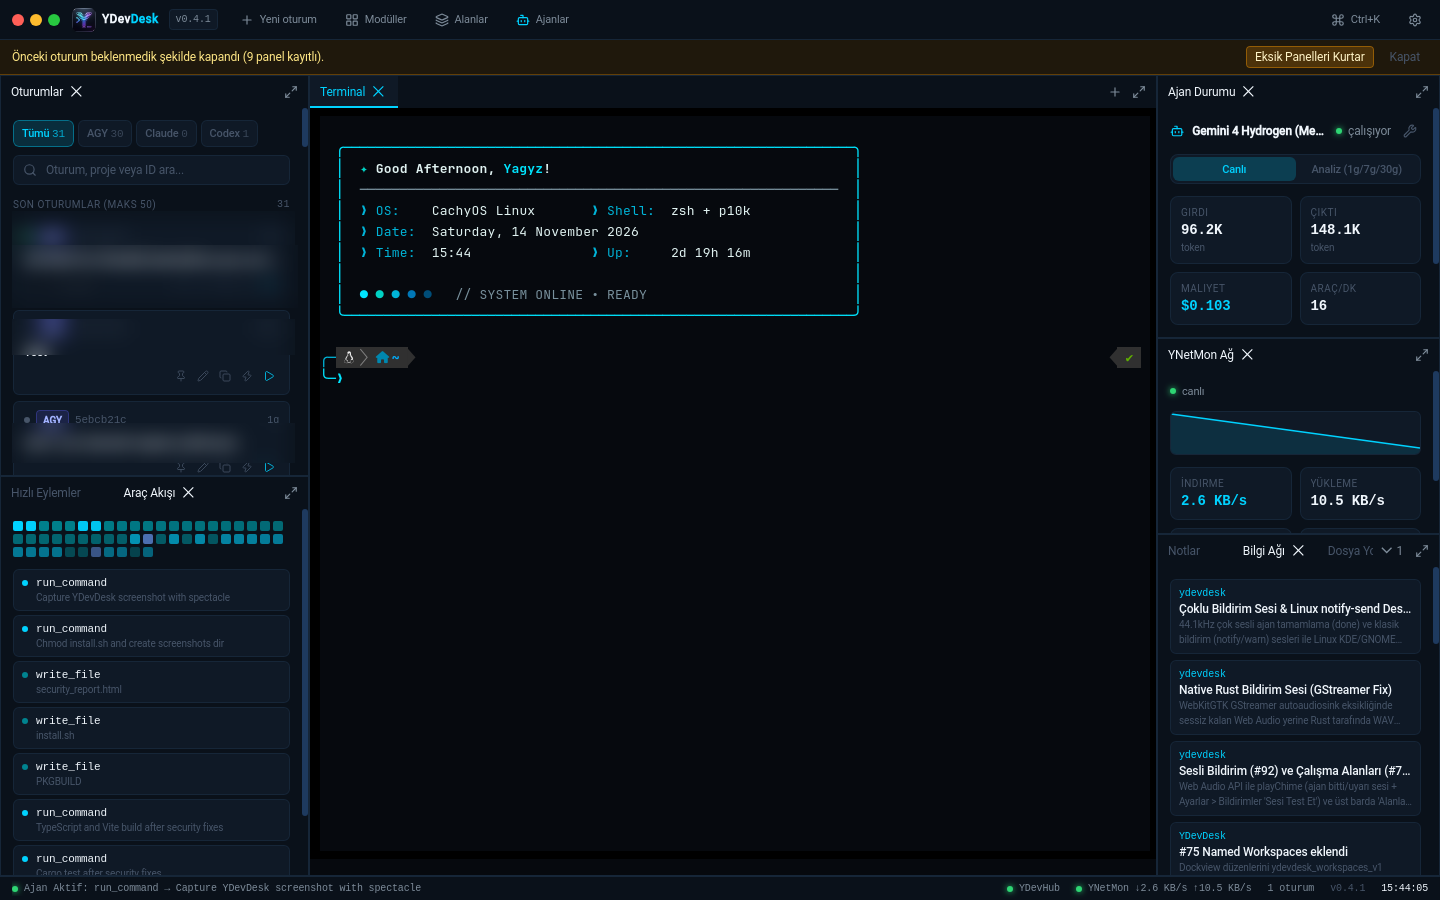 YDevDesk v0.4.1 Yeni oturum Modüller Alanlar Ajanlar Ctrl+K
Önceki oturum beklenmedik şekilde kapandı (9 panel kayıtlı). Eksik Panelleri Kurtar Kapat
Oturumlar
Tümü 31 AGY 30 Claude 0 Codex 1
Oturum, proje veya ID ara...
SON OTURUMLAR (MAKS 50) 31
AGY 5ebcb21c 1g
Hızlı Eylemler Araç Akışı
run_command
Capture YDevDesk screenshot with spectacle
run_command
Chmod install.sh and create screenshots dir
write_file
security_report.html
write_file
install.sh
write_file
PKGBUILD
run_command
TypeScript and Vite build after security fixes
run_command
Cargo test after security fixes
Terminal
Good Afternoon, Yagyz!
OS: CachyOS Linux Shell: zsh + p10k
Date: Saturday, 14 November 2026
Time: 15:44 Up: 2d 19h 16m
// SYSTEM ONLINE • READY
~ ✔
Ajan Durumu
Gemini 4 Hydrogen (Me... çalışıyor
Canlı Analiz (1g/7g/30g)
GIRDI ÇIKTI
96.2K 148.1K
token token
MALIYET ARAÇ/DK
$0.103 16
YNetMon Ağ
canlı
İNDIRME YÜKLEME
2.6 KB/s 10.5 KB/s
Notlar Bilgi Ağı Dosya Yo 1
ydevdesk
Çoklu Bildirim Sesi & Linux notify-send Des...
44.1kHz çok sesli ajan tamamlama (done) ve klasik
bildirim (notify/warn) sesleri ile Linux KDE/GNOME...
ydevdesk
Native Rust Bildirim Sesi (GStreamer Fix)
WebKitGTK GStreamer autoaudiosink eksikliğinde
sessiz kalan Web Audio yerine Rust tarafında WAV...
ydevdesk
Sesli Bildirim (#92) ve Çalışma Alanları (#7...
Web Audio API ile playChime (ajan bitti/uyarı sesi +
Ayarlar > Bildirimler 'Sesi Test Et') ve üst barda 'Alanla...
YDevDesk
#75 Named Workspaces eklendi
Dockview düzenlerini ydevdesk_workspaces_v1
Ajan Aktif: run_command → Capture YDevDesk screenshot with spectacle YDevHub YNetMon ↓2.6 KB/s ↑10.5 KB/s 1 oturum v0.4.1 15:44:05